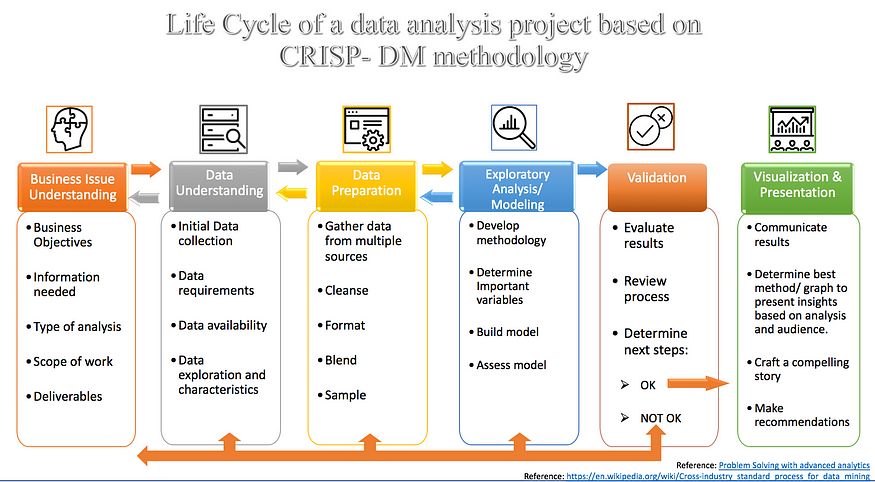 Life Cycle of a data analysis project based on
CRISP- DM methodology
Business Issue
Understanding
• Business
Objectives
• Information
needed
• Type of analysis
• Scope of work
• Deliverables
Data
Understanding
• Initial Data
collection
• Data
requirements
• Data availability
• Data
exploration and
characteristics
Data
Preparation
• Gather data
from multiple
sources
• Cleanse
• Format
• Blend
• Sample
Exploratory
Analysis/
Modeling
• Develop
methodology
• Determine
Important
variables
• Build model
• Assess model
Validation
• Evaluate
results
• Review
process
• Determine
next steps:
➢ OK
➢ NOT OK
Visualization &
Presentation
• Communicate
results
• Determine best
method/ graph to
present insights
based on analysis
and audience.
• Craft a compelling
story
• Make
recommendations
Reference: Problem Solving with advanced analytics
Reference: https://en.wikipedia.org/wiki/Cross-industry_standard_process_for_data_mining